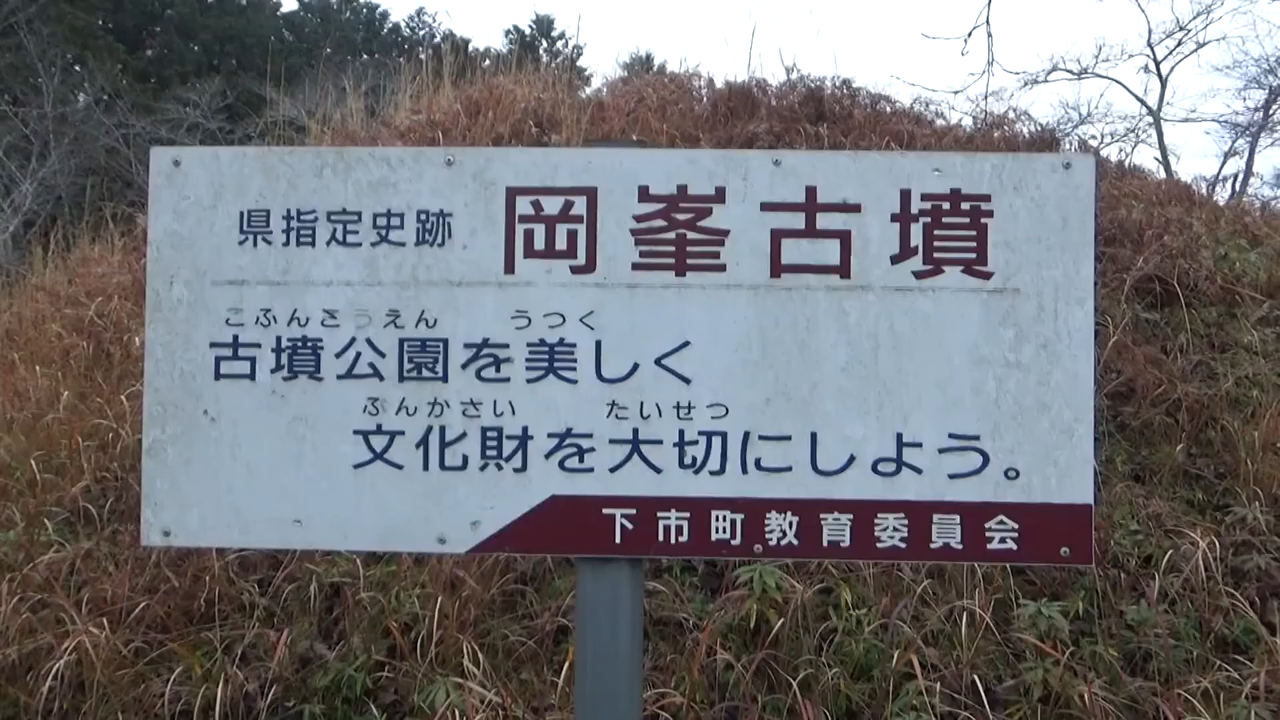 県指定史跡 岡峯古墳
こふんこうえん うつく
古墳公園を美しく
ぶんかざい たいせつ
文化財を大切にしよう。
下市町教育委員会